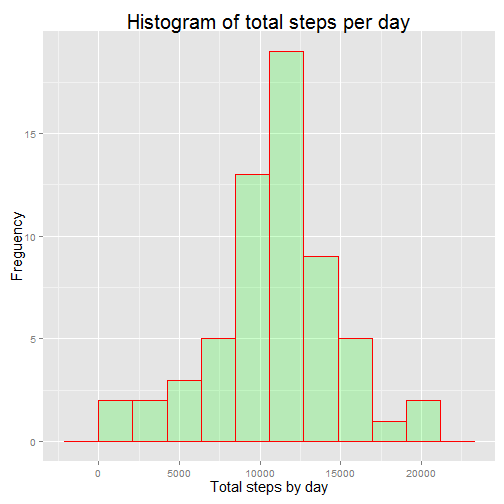 Histogram of total steps per day
Freguency
15
10
5
0
0 5000 10000 15000 20000
Total steps by day